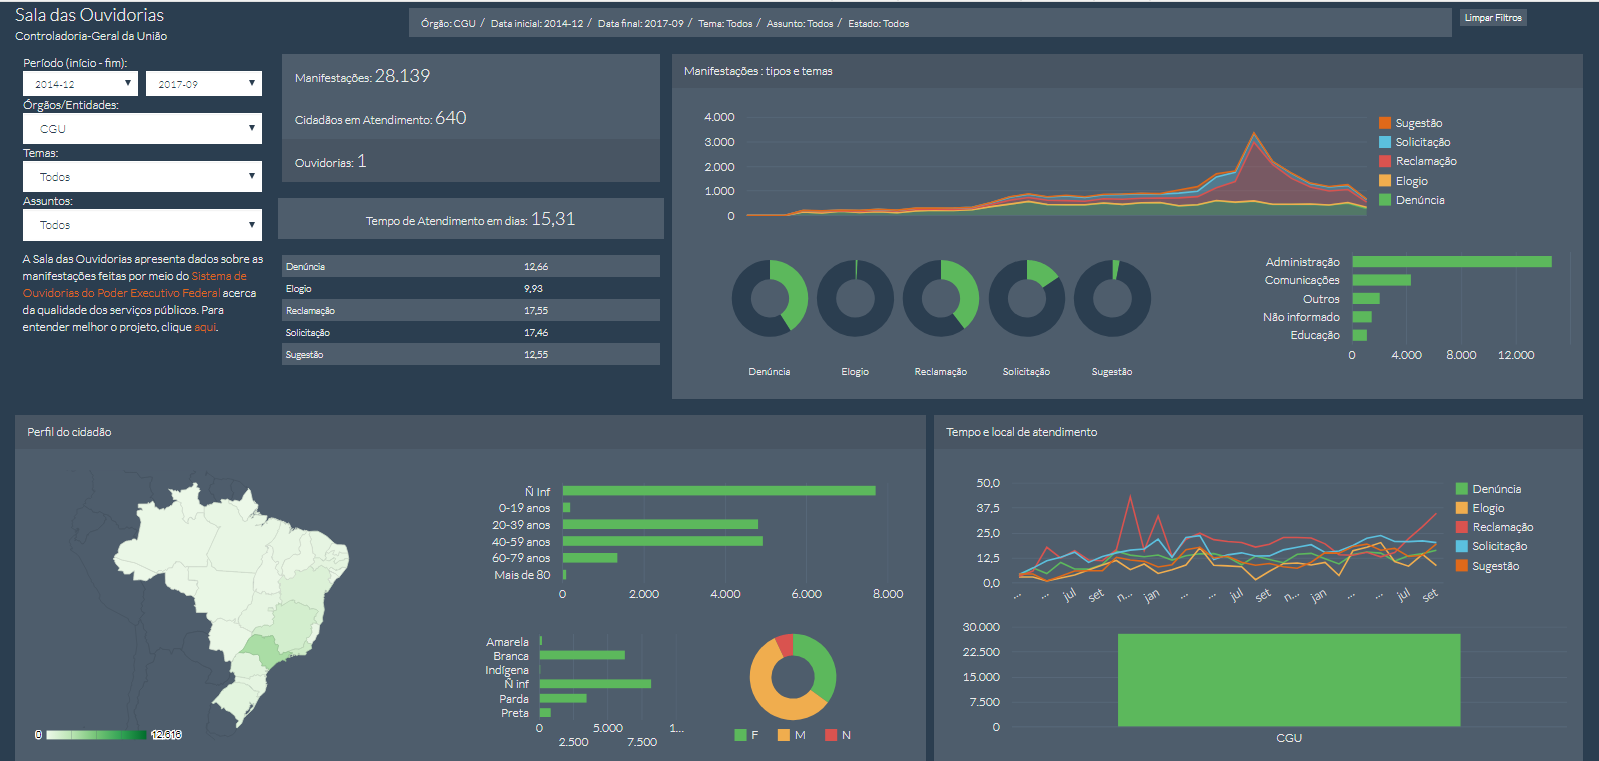 Sala das Ouvidorias
Controladoria-Geral da União
Órgão: CGU / Data inicial: 2014-12 / Data final: 2017-09 / Tema: Todos / Assunto: Todos / Estado: Todos
Limpar Filtros
Período (início - fim):
2014-12
2017-09
Órgãos/Entidades:
CGU
Temas:
Todos
Assuntos:
Todos
A Sala das Ouvidorias apresenta dados sobre as
manifestações feitas por meio do Sistema de
Ouvidorias do Poder Executivo Federal acerca
da qualidade dos serviços públicos. Para
entender melhor o projeto, clique aqui.
Manifestações: 28.139
Cidadãos em Atendimento: 640
Ouvidorias: 1
Tempo de Atendimento em dias: 15,31
Denúncia 12,66
Elogio 9,93
Reclamação 17,55
Solicitação 17,46
Sugestão 12,55
Manifestações : tipos e temas
4.000
3.000
2.000
1.000
0
Sugestão
Solicitação
Reclamação
Elogio
Denúncia
Denúncia
Elogio
Reclamação
Solicitação
Sugestão
Administração
Comunicações
Outros
Não informado
Educação
0 4.000 8.000 12.000
Perfil do cidadão
0
Ñ Inf
0-19 anos
20-39 anos
40-59 anos
60-79 anos
Mais de 80
0 2.000 4.000 6.000 8.000
Amarela
Branca
Indígena
Ñ inf
Parda
Preta
0 5.000 1...
2.500 7.500
F M N
Tempo e local de atendimento
50,0
37,5
25,0
12,5
0,0
... ... jul set n... jan ... ... jul set n... jan ... ... jul set
Denúncia
Elogio
Reclamação
Solicitação
Sugestão
30.000
22.500
15.000
7.500
0
CGU